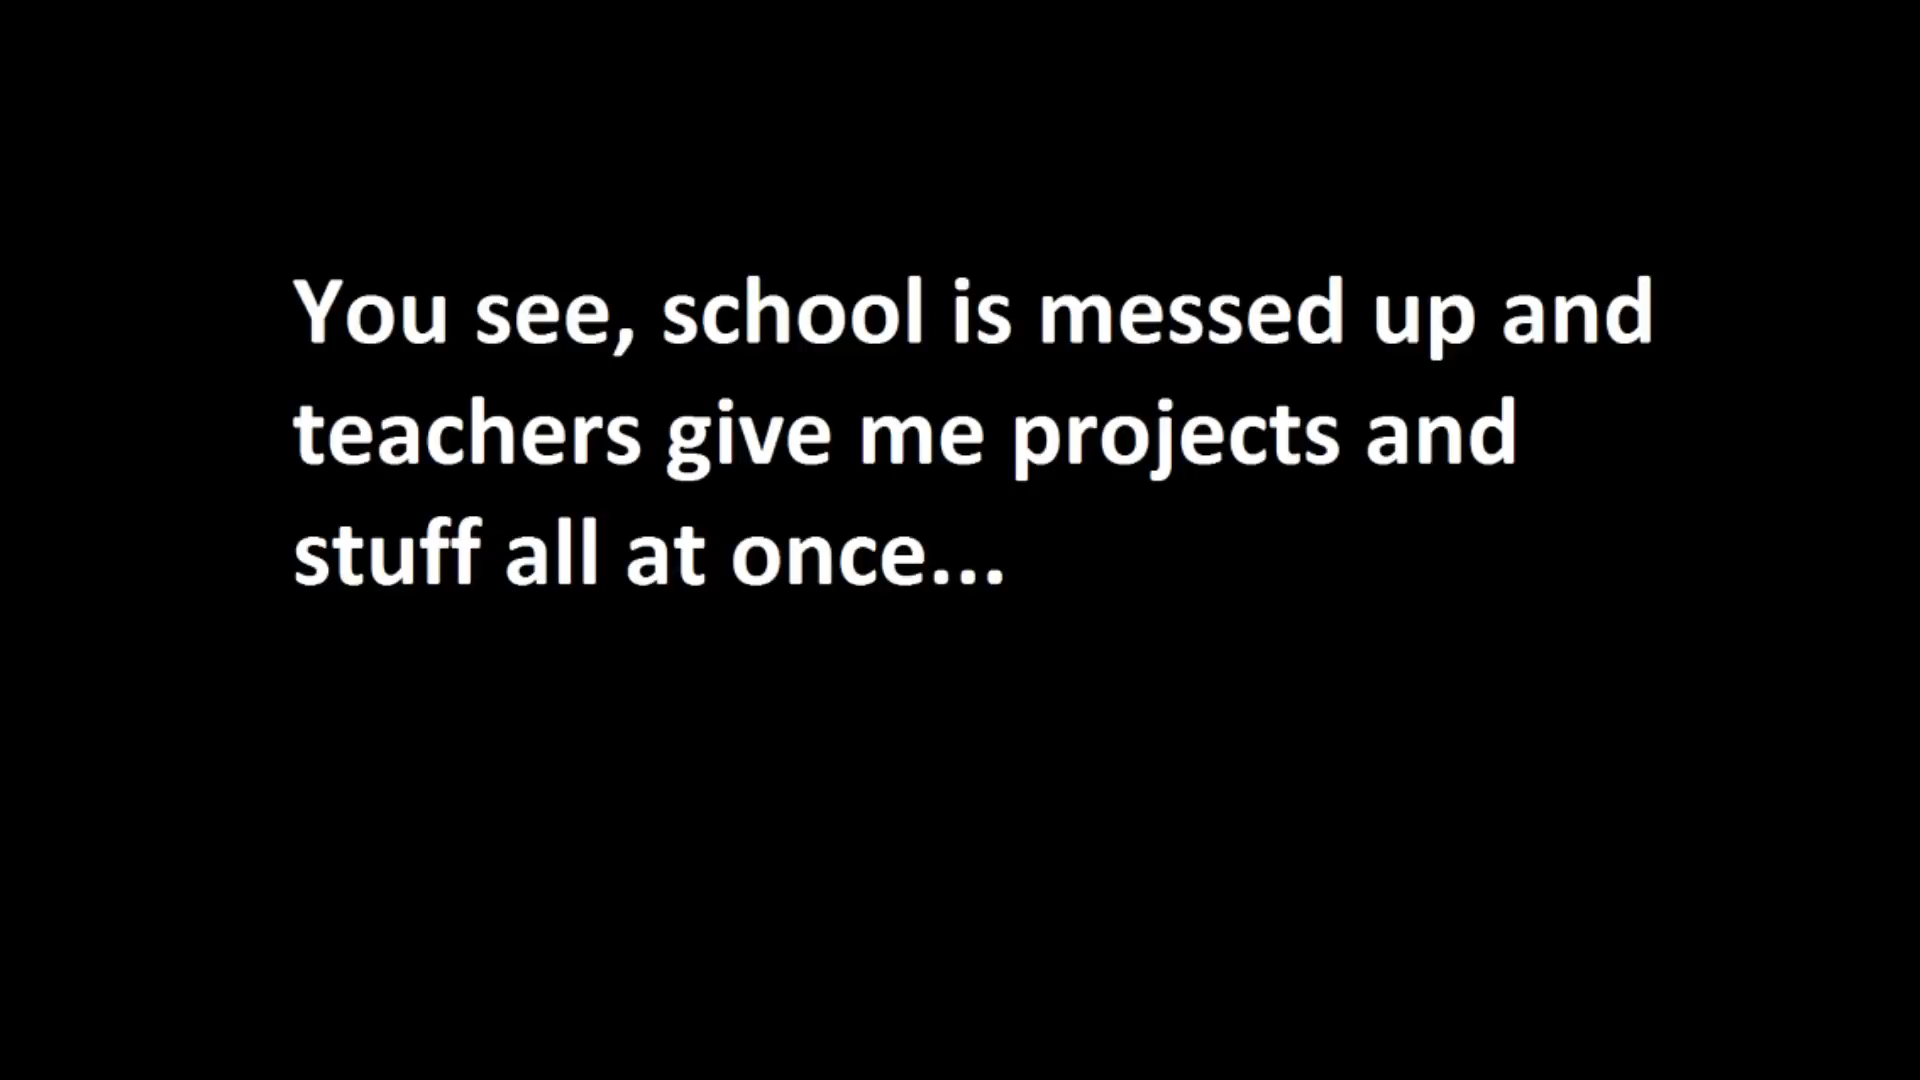 You see, school is messed up and
teachers give me projects and
stuff all at once...